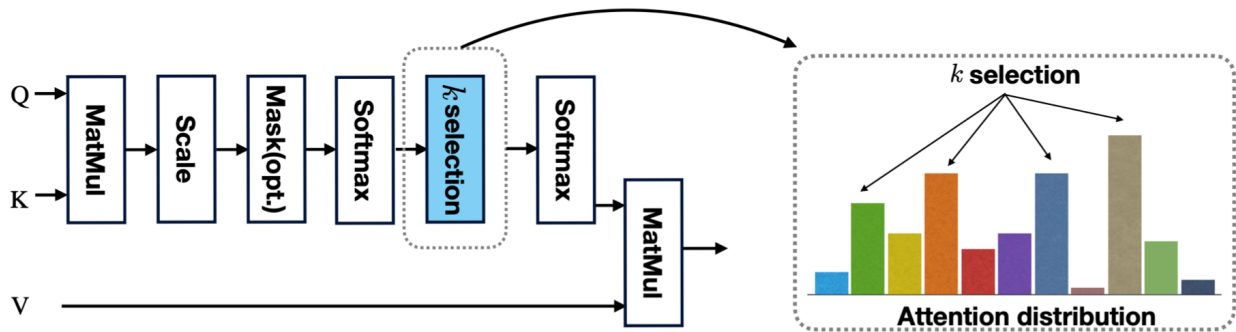 Q
K
V
MatMul
Scale
Mask(opt.)
Softmax
k selection
Softmax
MatMul
k selection
Attention distribution